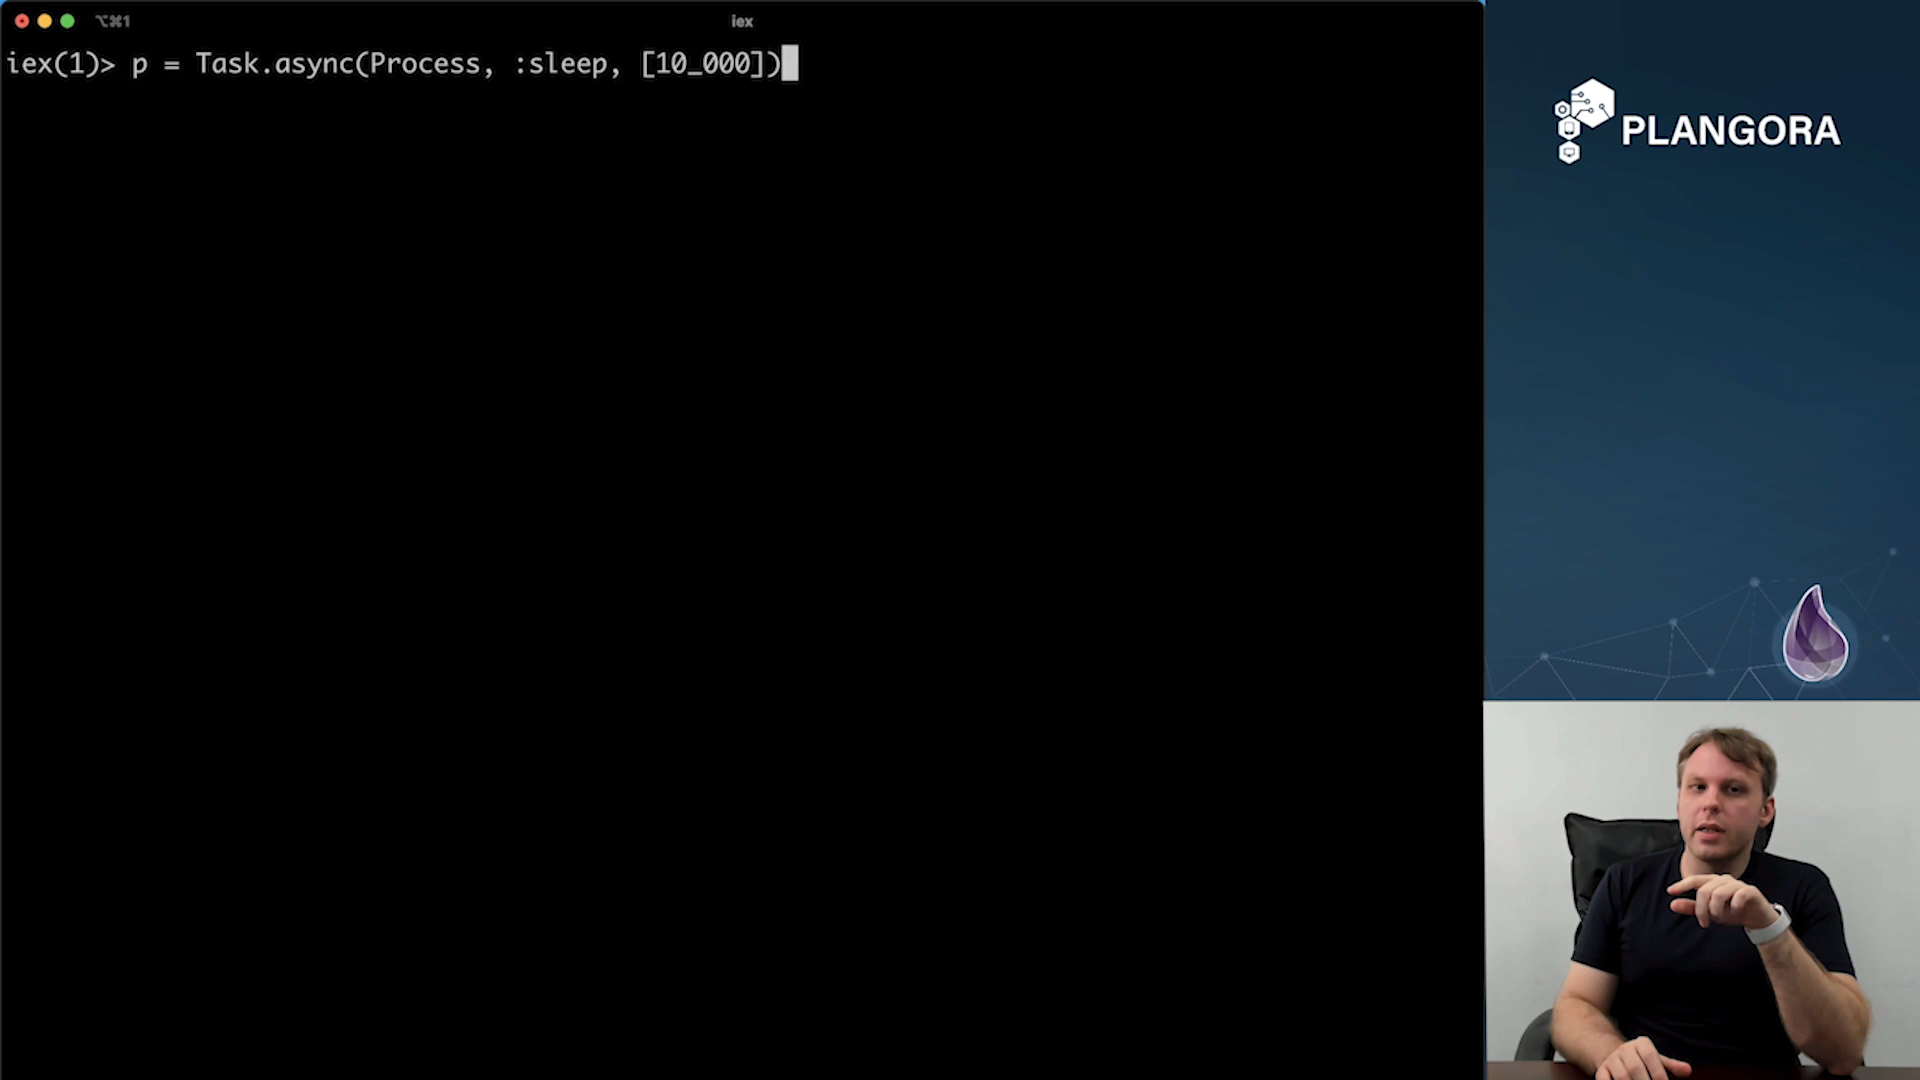 ⌥⌘1
iex
iex(1)> p = Task.async(Process, :sleep, [10_000])
PLANGORA